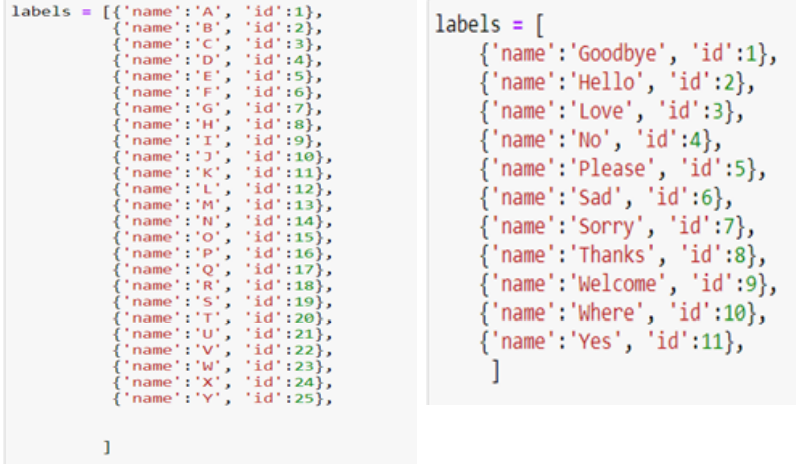 labels = [{'name':'A', 'id':1},
{'name':'B', 'id':2},
{'name':'C', 'id':3},
{'name':'D', 'id':4},
{'name':'E', 'id':5},
{'name':'F', 'id':6},
{'name':'G', 'id':7},
{'name':'H', 'id':8},
{'name':'I', 'id':9},
{'name':'J', 'id':10},
{'name':'K', 'id':11},
{'name':'L', 'id':12},
{'name':'M', 'id':13},
{'name':'N', 'id':14},
{'name':'O', 'id':15},
{'name':'P', 'id':16},
{'name':'Q', 'id':17},
{'name':'R', 'id':18},
{'name':'S', 'id':19},
{'name':'T', 'id':20},
{'name':'U', 'id':21},
{'name':'V', 'id':22},
{'name':'W', 'id':23},
{'name':'X', 'id':24},
{'name':'Y', 'id':25},
]
labels = [
{'name':'Goodbye', 'id':1},
{'name':'Hello', 'id':2},
{'name':'Love', 'id':3},
{'name':'No', 'id':4},
{'name':'Please', 'id':5},
{'name':'Sad', 'id':6},
{'name':'Sorry', 'id':7},
{'name':'Thanks', 'id':8},
{'name':'Welcome', 'id':9},
{'name':'Where', 'id':10},
{'name':'Yes', 'id':11},
]